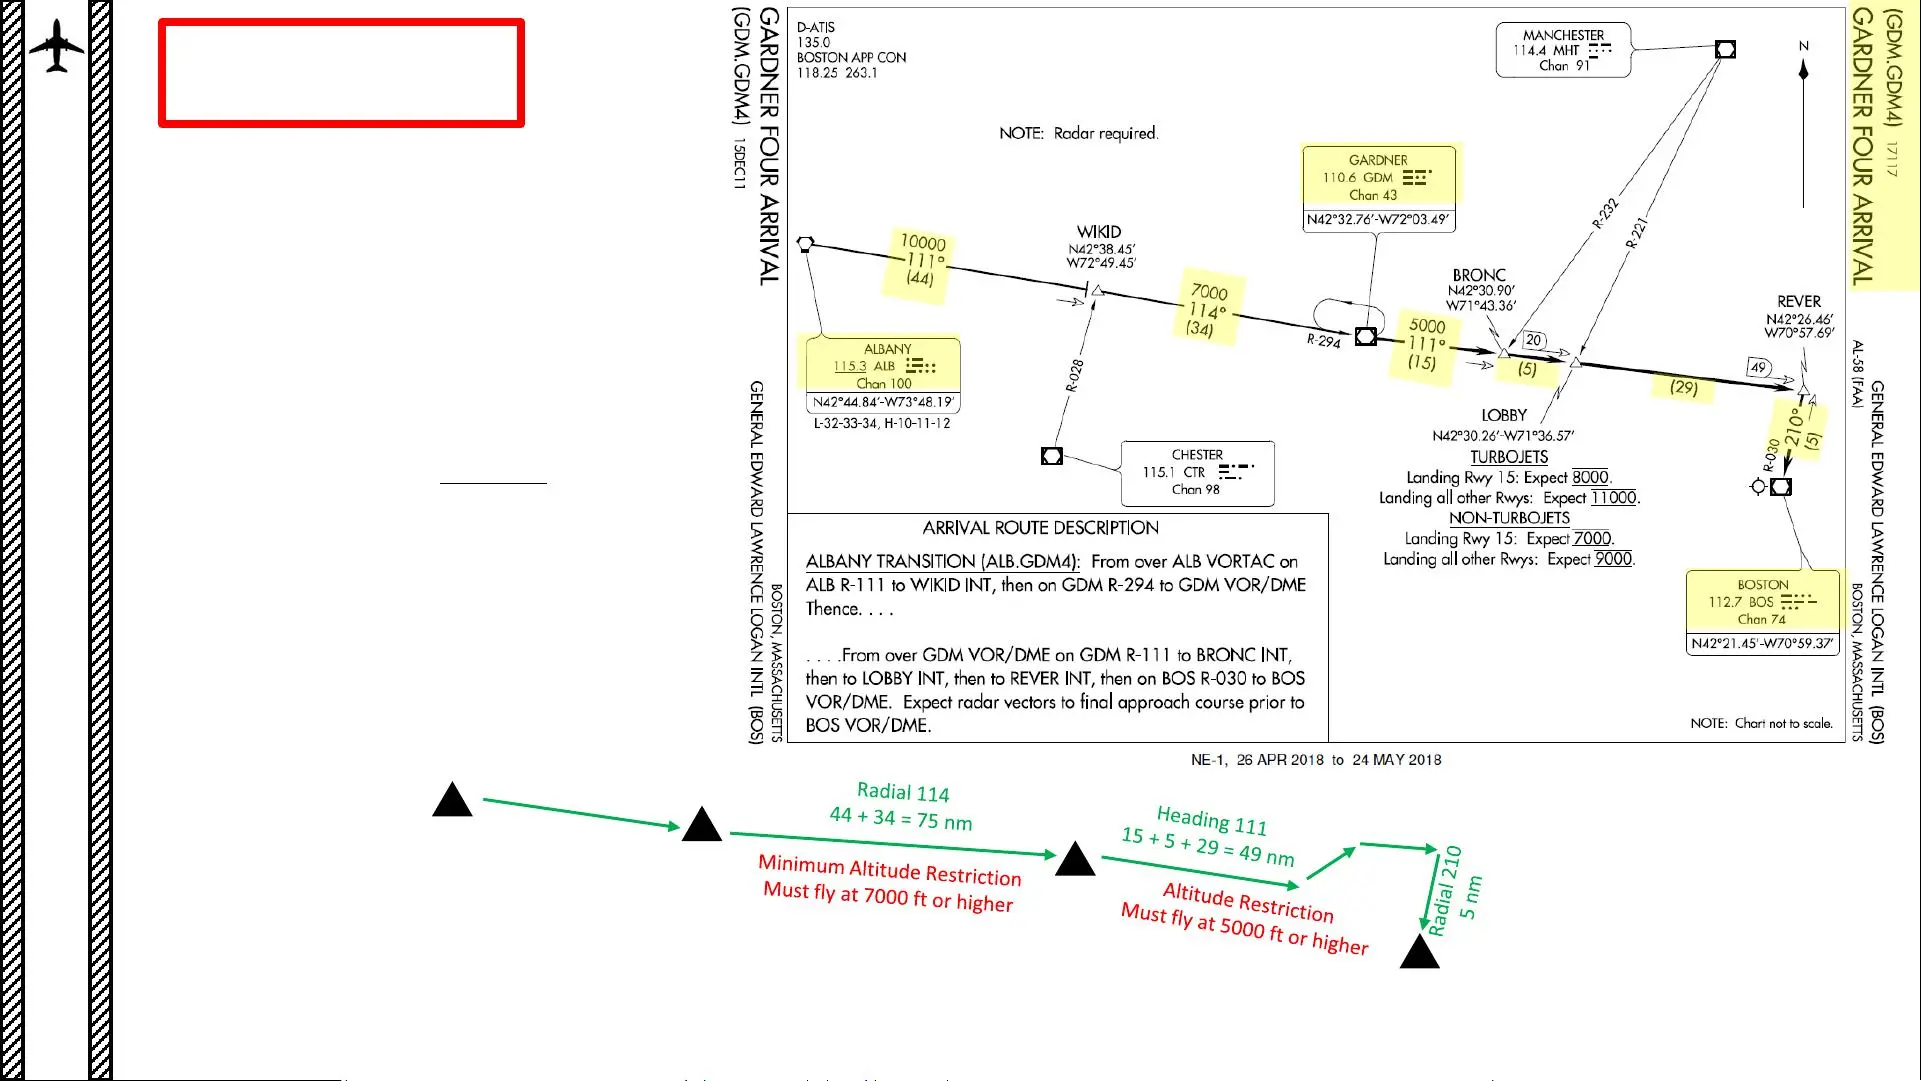 GARDNER FOUR ARRIVAL
(GDM.GDM4) 15DEC11
GENERAL EDWARD LAWRENCE LOGAN INTL (BOS)
BOSTON, MASSACHUSETTS
D-ATIS
135.0
BOSTON APP CON
118.25 263.1
NOTE: Radar required.
MANCHESTER
114.4 MHT
Chan 91
N
GARDNER
110.6 GDM
Chan 43
N42°32.76'-W72°03.49'
R-232
R-221
10000
111°
(44)
WIKID
N42°38.45'
W72°49.45'
7000
114°
(34)
R-294
5000
111°
(15)
BRONC
N42°30.90'
W71°43.36'
20
(5)
49
(29)
REVER
N42°26.46'
W70°57.69'
ALBANY
115.3 ALB
Chan 100
N42°44.84'-W73°48.19'
L-32-33-34, H-10-11-12
R-028
CHESTER
115.1 CTR
Chan 98
210°
(5)
R-030
LOBBY
N42°30.26'-W71°36.57'
TURBOJETS
Landing Rwy 15: Expect 8000.
Landing all other Rwys: Expect 11000.
NON-TURBOJETS
Landing Rwy 15: Expect 7000.
Landing all other Rwys: Expect 9000.
BOSTON
112.7 BOS
Chan 74
N42°21.45'-W70°59.37'
ARRIVAL ROUTE DESCRIPTION
ALBANY TRANSITION (ALB.GDM4): From over ALB VORTAC on
ALB R-111 to WIKID INT, then on GDM R-294 to GDM VOR/DME
Thence. . . .
. . . .From over GDM VOR/DME on GDM R-111 to BRONC INT,
then to LOBBY INT, then to REVER INT, then on BOS R-030 to BOS
VOR/DME. Expect radar vectors to final approach course prior to
BOS VOR/DME.
NOTE: Chart not to scale.
(GDM.GDM4) 17117
GARDNER FOUR ARRIVAL
AL-58 (FAA)
GENERAL EDWARD LAWRENCE LOGAN INTL (BOS)
BOSTON, MASSACHUSETTS
NE-1, 26 APR 2018 to 24 MAY 2018
Radial 114
44 + 34 = 75 nm
Minimum Altitude Restriction
Must fly at 7000 ft or higher
Heading 111
15 + 5 + 29 = 49 nm
Altitude Restriction
Must fly at 5000 ft or higher
Radial 210
5 nm